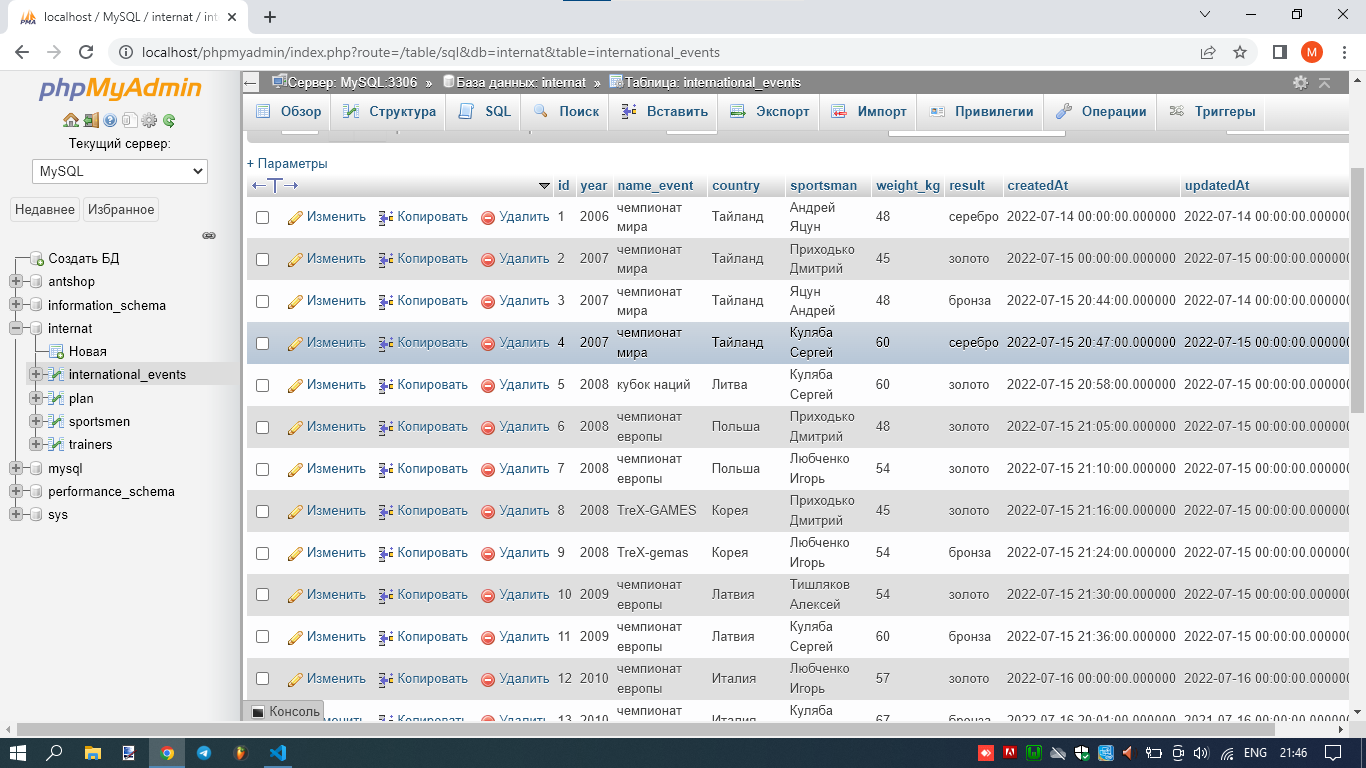 localhost / MySQL / internat / int
localhost/phpmyadmin/index.php?route=/table/sql&db=internat&table=international_events
M
phpMyAdmin
Текущий сервер:
MySQL
Недавнее Избранное
Создать БД
antshop
information_schema
internat
Новая
international_events
plan
sportsmen
trainers
mysql
performance_schema
sys
Сервер: MySQL:3306 » База данных: internat » Таблица: international_events
Обзор Структура SQL Поиск Вставить Экспорт Импорт Привилегии Операции Триггеры
+ Параметры
←T→ id year name_event country sportsman weight_kg result createdAt updatedAt
Изменить Копировать Удалить 1 2006 чемпионат мира Тайланд Андрей Яцун 48 серебро 2022-07-14 00:00:00.000000 2022-07-14 00:00:00.000000
Изменить Копировать Удалить 2 2007 чемпионат мира Тайланд Приходько Дмитрий 45 золото 2022-07-15 00:00:00.000000 2022-07-15 00:00:00.000000
Изменить Копировать Удалить 3 2007 чемпионат мира Тайланд Яцун Андрей 48 бронза 2022-07-15 20:44:00.000000 2022-07-14 00:00:00.000000
Изменить Копировать Удалить 4 2007 чемпионат мира Тайланд Куляба Сергей 60 серебро 2022-07-15 20:47:00.000000 2022-07-15 00:00:00.000000
Изменить Копировать Удалить 5 2008 кубок наций Литва Куляба Сергей 60 золото 2022-07-15 20:58:00.000000 2022-07-15 00:00:00.000000
Изменить Копировать Удалить 6 2008 чемпионат европы Польша Приходько Дмитрий 48 золото 2022-07-15 21:05:00.000000 2022-07-15 00:00:00.000000
Изменить Копировать Удалить 7 2008 чемпионат европы Польша Любченко Игорь 54 золото 2022-07-15 21:10:00.000000 2022-07-15 00:00:00.000000
Изменить Копировать Удалить 8 2008 TreX-GAMES Корея Приходько Дмитрий 45 золото 2022-07-15 21:16:00.000000 2022-07-15 00:00:00.000000
Изменить Копировать Удалить 9 2008 TreX-gemas Корея Любченко Игорь 54 бронза 2022-07-15 21:24:00.000000 2022-07-15 00:00:00.000000
Изменить Копировать Удалить 10 2009 чемпионат европы Латвия Тишляков Алексей 54 золото 2022-07-15 21:30:00.000000 2022-07-15 00:00:00.000000
Изменить Копировать Удалить 11 2009 чемпионат европы Латвия Куляба Сергей 60 бронза 2022-07-15 21:36:00.000000 2022-07-15 00:00:00.000000
Изменить Копировать Удалить 12 2010 чемпионат европы Италия Любченко Игорь 57 золото 2022-07-16 00:00:00.000000 2022-07-16 00:00:00.000000
Изменить Копировать Удалить 13 2010 чемпионат Италия Куляба 67 бронза 2022-07-16 20:01:00.000000 2021-07-16 00:00:00.000000
Консоль
ENG 21:46